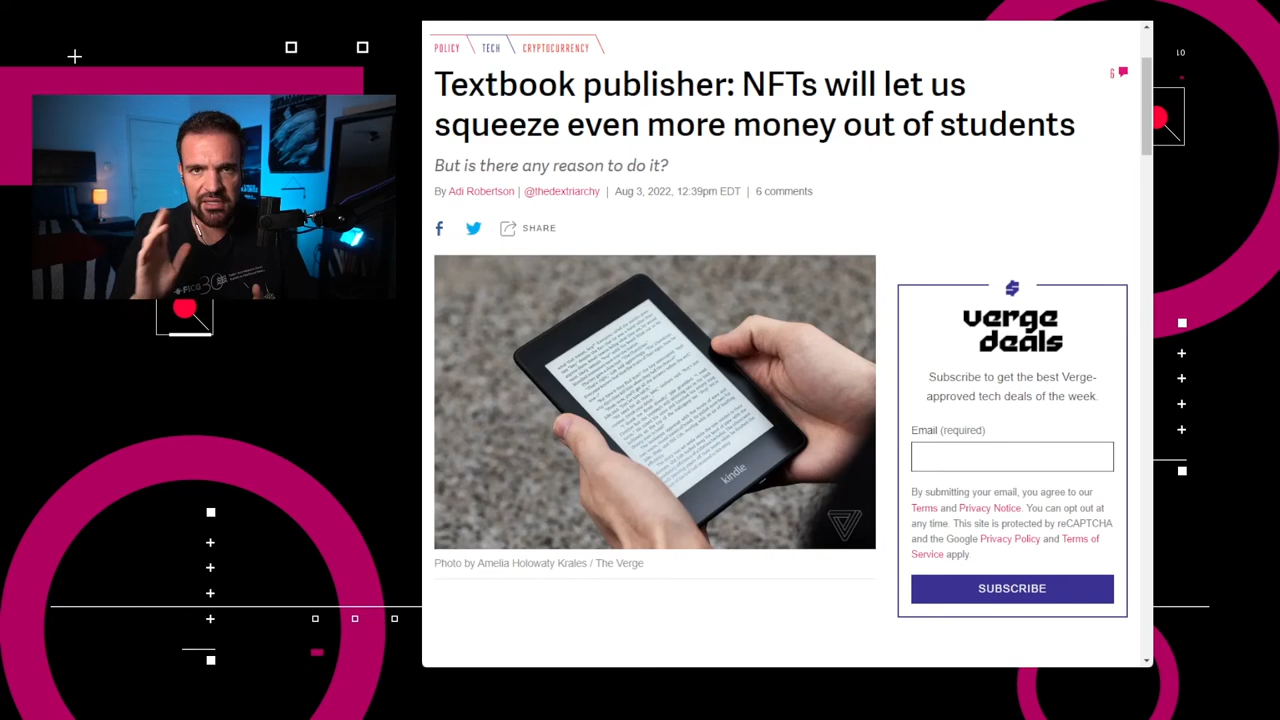 POLICY TECH CRYPTOCURRENCY
Textbook publisher: NFTs will let us
squeeze even more money out of students
6
But is there any reason to do it?
By Adi Robertson | @thedextriarchy | Aug 3, 2022, 12:39pm EDT | 6 comments
SHARE
kindle
Photo by Amelia Holowaty Krales / The Verge
verge
deals
Subscribe to get the best Verge-
approved tech deals of the week.
Email (required)
By submitting your email, you agree to our
Terms and Privacy Notice. You can opt out at
any time. This site is protected by reCAPTCHA
and the Google Privacy Policy and Terms of
Service apply.
SUBSCRIBE
10